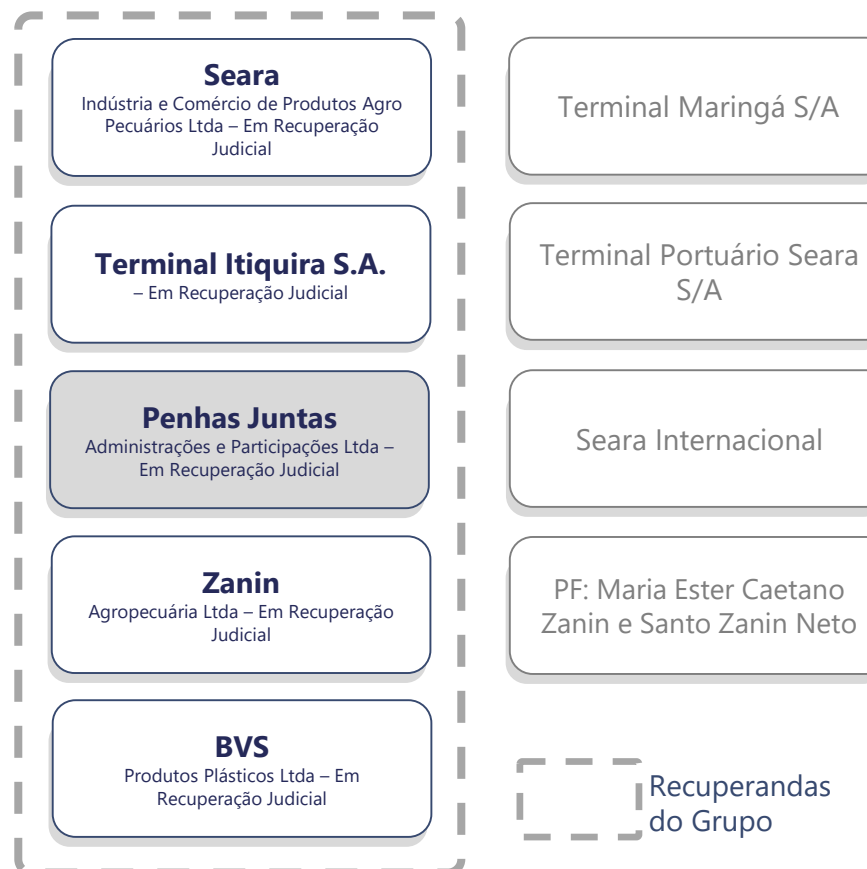 Seara
Indústria e Comércio de Produtos Agro
Pecuários Ltda – Em Recuperação
Judicial
Terminal Itiquira S.A.
– Em Recuperação Judicial
Penhas Juntas
Administrações e Participações Ltda –
Em Recuperação Judicial
Zanin
Agropecuária Ltda – Em Recuperação
Judicial
BVS
Produtos Plásticos Ltda – Em
Recuperação Judicial
Terminal Maringá S/A
Terminal Portuário Seara
S/A
Seara Internacional
PF: Maria Ester Caetano
Zanin e Santo Zanin Neto
Recuperandas
do Grupo